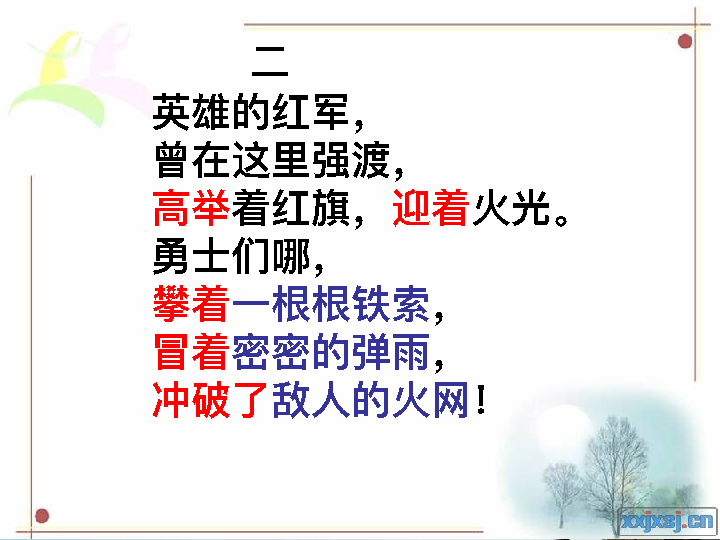 二
英雄的红军，
曾在这里强渡，
高举着红旗，迎着火光。
勇士们哪，
攀着一根根铁索，
冒着密密的弹雨，
冲破了敌人的火网！
xxjxsj.cn